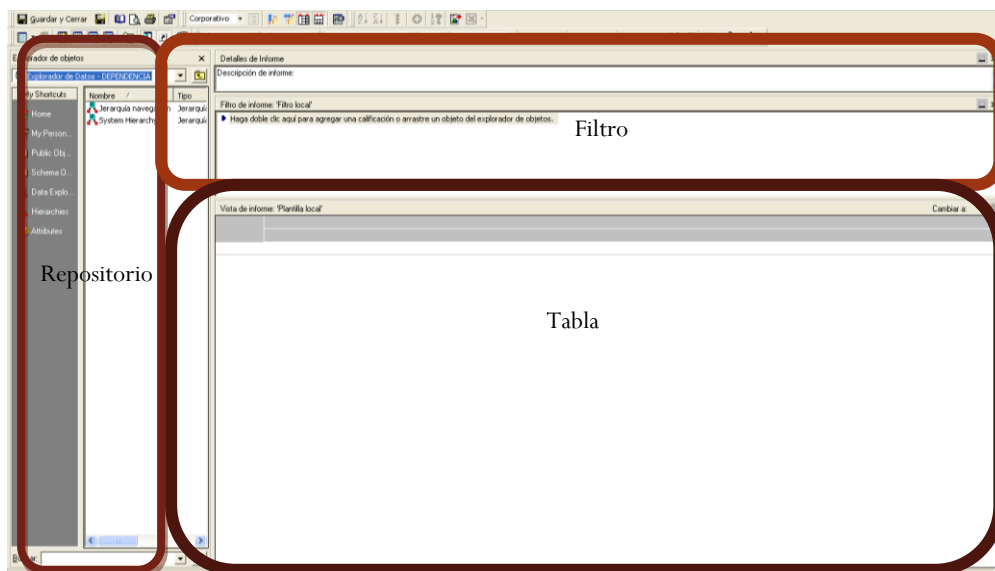 Guardar y Cerrar
Corporativo
Explorador de objetos
Explorador de Datos - DEPENDENCIA
My Shortcuts
Home
My Person...
Public Obj...
Schema O...
Data Explo...
Hierarchies
Attributes
Nombre
Tipo
Jerarquía
System Hierarchy
Jerarquía
Repositorio
Detalles de Informe
Descripción de informe:
Filtro de informe: 'Filtro local'
Haga doble clic aquí para agregar una calificación o arrastre un objeto del explorador de objetos.
Filtro
Vista de informe: 'Plantilla local'
Cambiar a:
Tabla